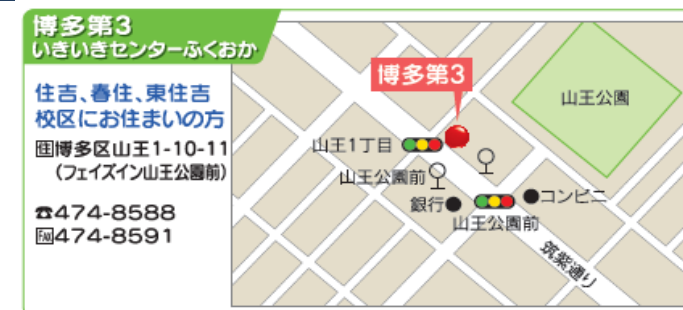 博多第3
いきいきセンターふくおか
住吉、春住、東住吉
校区にお住まいの方
住博多区山王1-10-11
(フェイズイン山王公園前)
☎474-8588
FAX474-8591
博多第3
山王公園
山王1丁目
山王公園前
銀行
コンビニ
山王公園前
筑紫通り